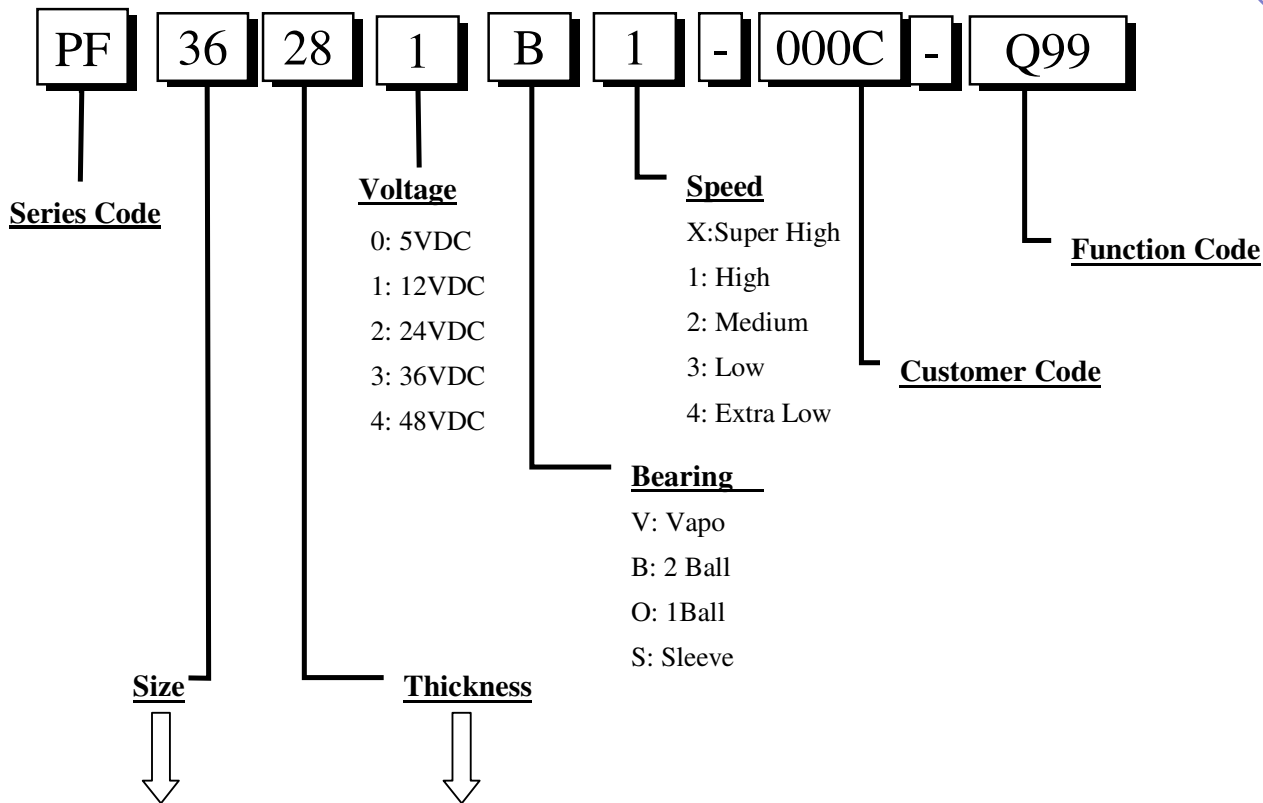 PF 36 28 1 B 1 - 000C - Q99
Series Code
Voltage
0: 5VDC
1: 12VDC
2: 24VDC
3: 36VDC
4: 48VDC
Speed
X:Super High
1: High
2: Medium
3: Low
4: Extra Low
Function Code
Customer Code
Bearing
V: Vapo
B: 2 Ball
O: 1Ball
S: Sleeve
Size
Thickness